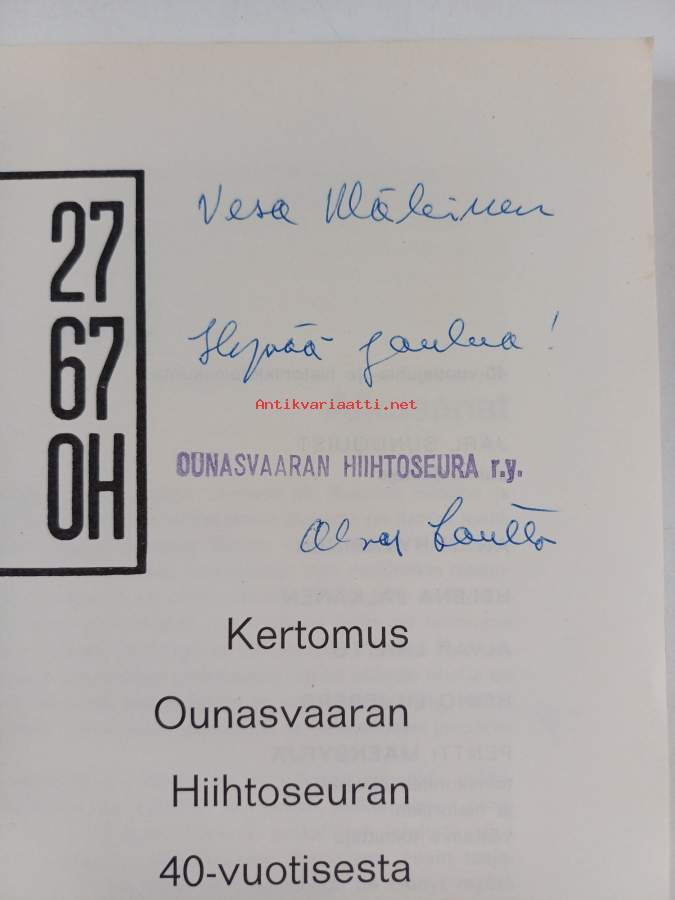 27
67
OH
Vesa Mäkinen
Hyvää joulua!
Antikvariaatti.net
OUNASVAARAN HIIHTOSEURA r.y.
Kertomus
Ounasvaaran
Hiihtoseuran
40-vuotisesta